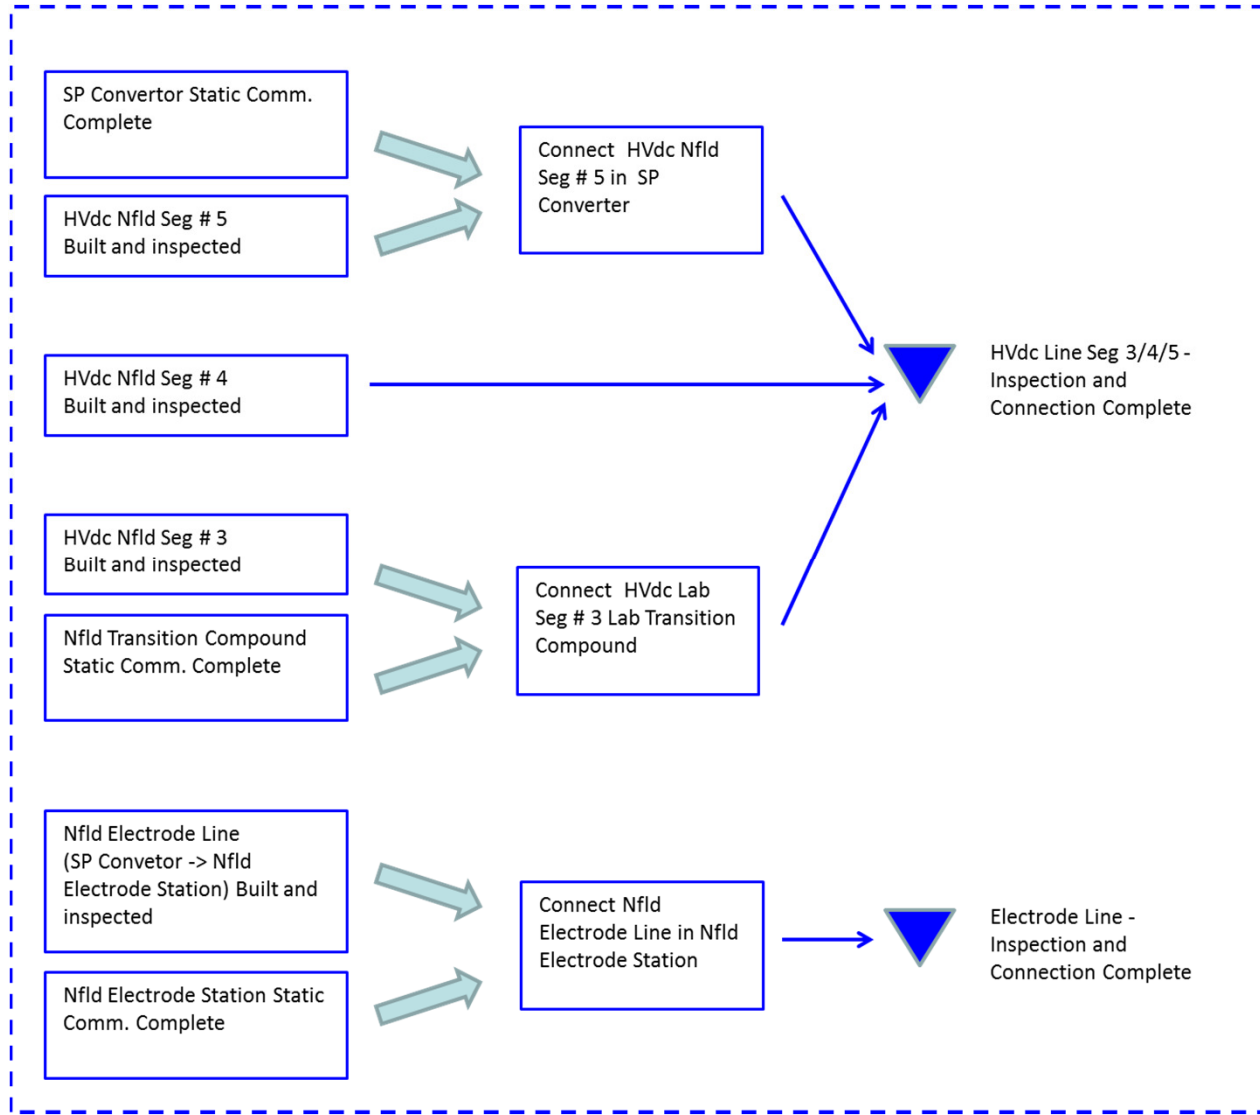 SP Convertor Static Comm.
Complete
HVdc Nfld Seg # 5
Built and inspected
Connect HVdc Nfld
Seg # 5 in SP
Converter
HVdc Nfld Seg # 4
Built and inspected
HVdc Line Seg 3/4/5 -
Inspection and
Connection Complete
HVdc Nfld Seg # 3
Built and inspected
Nfld Transition Compound
Static Comm. Complete
Connect HVdc Lab
Seg # 3 Lab Transition
Compound
Nfld Electrode Line
(SP Convetor -> Nfld
Electrode Station) Built and
inspected
Nfld Electrode Station Static
Comm. Complete
Connect Nfld
Electrode Line in Nfld
Electrode Station
Electrode Line -
Inspection and
Connection Complete